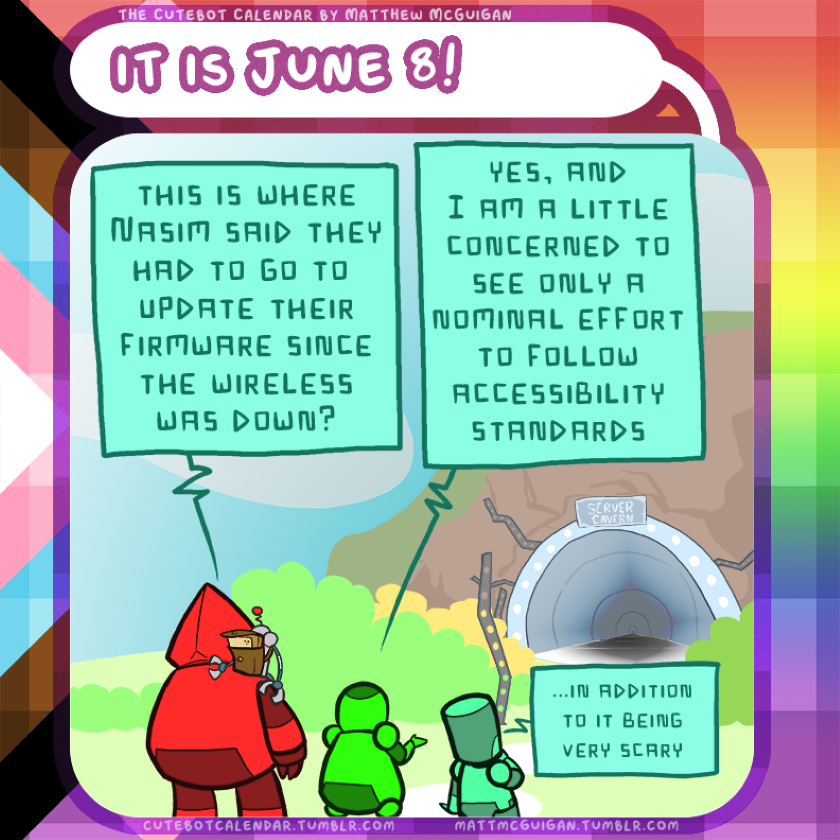 THE CUTEBOT CALENDAR BY MATTHEW MCGUIGAN
IT IS JUNE 8!
THIS IS WHERE
NASIM SAID THEY
HAD TO GO TO
UPDATE THEIR
FIRMWARE SINCE
THE WIRELESS
WAS DOWN?
YES, AND
I AM A LITTLE
CONCERNED TO
SEE ONLY A
NOMINAL EFFORT
TO FOLLOW
ACCESSIBILITY
STANDARDS
SERVER
CAVERN
...IN ADDITION
TO IT BEING
VERY SCARY
CUTEBOTCALENDAR.TUMBLR.COM
MATTMCGUIGAN.TUMBLR.COM